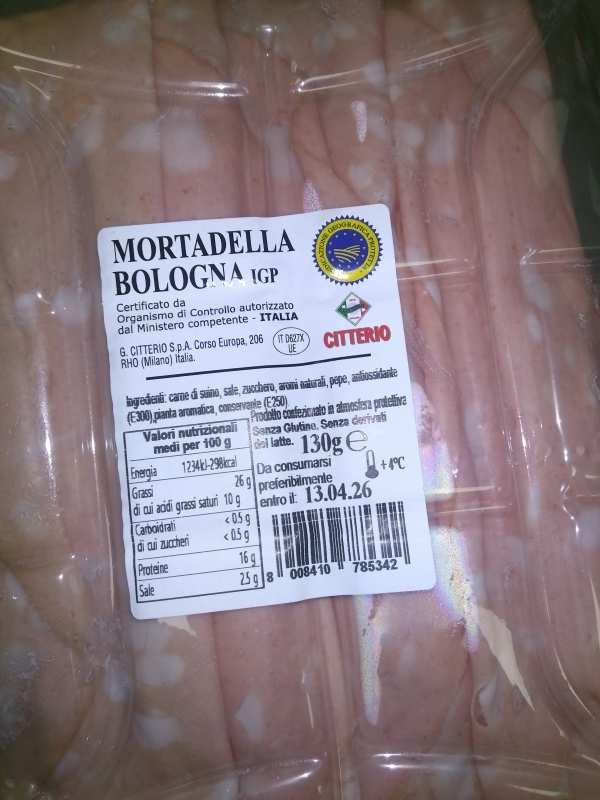 MORTADELLA
BOLOGNA IGP
INDICAZIONE GEOGRAFICA PROTETTA
Certificato da
Organismo di Controllo autorizzato
dal Ministero competente - ITALIA
G. CITTERIO S.p.A. Corso Europa, 206
RHO (Milano) Italia.
IT D627X
UE
CITTERIO
Ingredienti: carne di suino, sale, zucchero, aromi naturali, pepe, antiossidante
(E300), pianta aromatica, conservante (E250)
Prodotto confezionato in atmosfera protettiva
Senza Glutine. Senza derivati
del latte. 130g e
Da consumarsi
preferibilmente
entro il: 13.04.26
+4°C
Valori nutrizionali
medi per 100 g
Energia 1234kJ-298kcal
Grassi 26 g
di cui acidi grassi saturi 10 g
Carboidrati < 0.5 g
di cui zuccheri < 0.5 g
Proteine 16 g
Sale 2.5 g
8 008410 785342